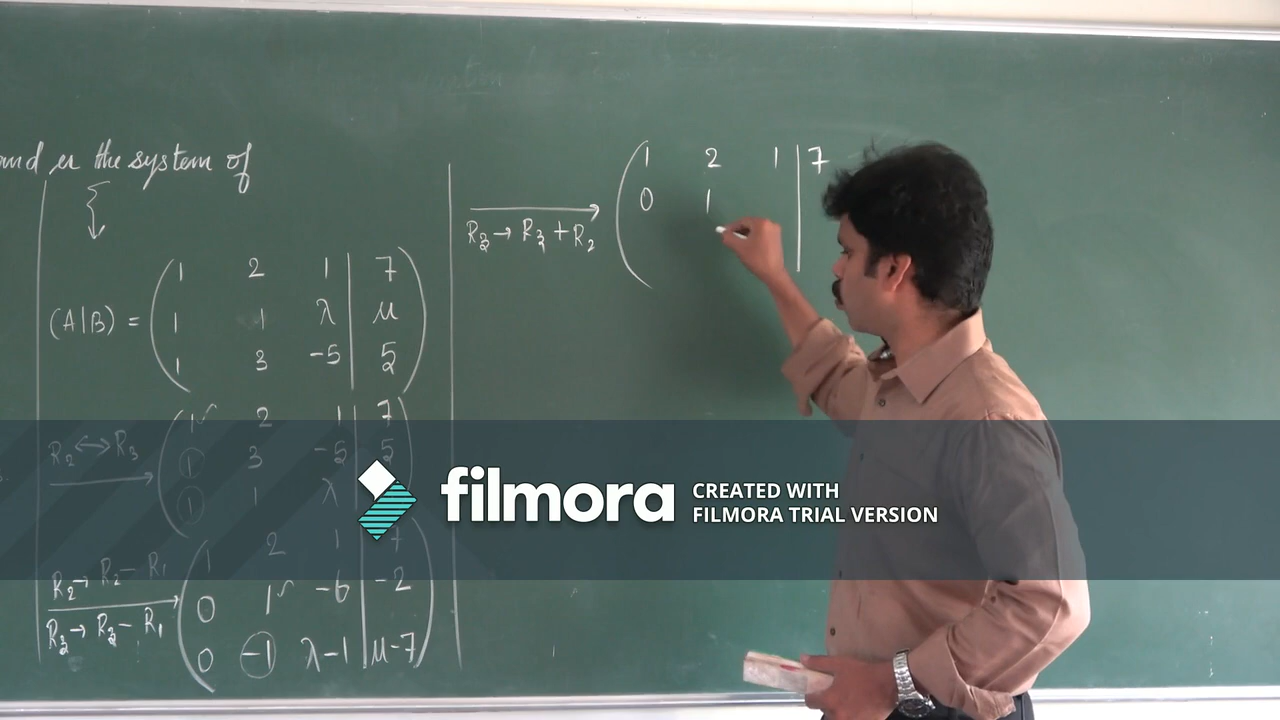 the system of
(A|B) =
1 2 1 | 7
1 1 λ | μ
1 3 -5 | 5
R₂ ↔ R₃
1 2 1 | 7
1 3 -5 | 5
1 1 λ
R₂ → R₂ - R₁
R₃ → R₃ - R₁
1 2 1 | 7
0 1 -6 | -2
0 -1 λ-1 | μ-7
R₃ → R₃ + R₂
1 2 1 | 7
0 1
filmora
CREATED WITH
FILMORA TRIAL VERSION